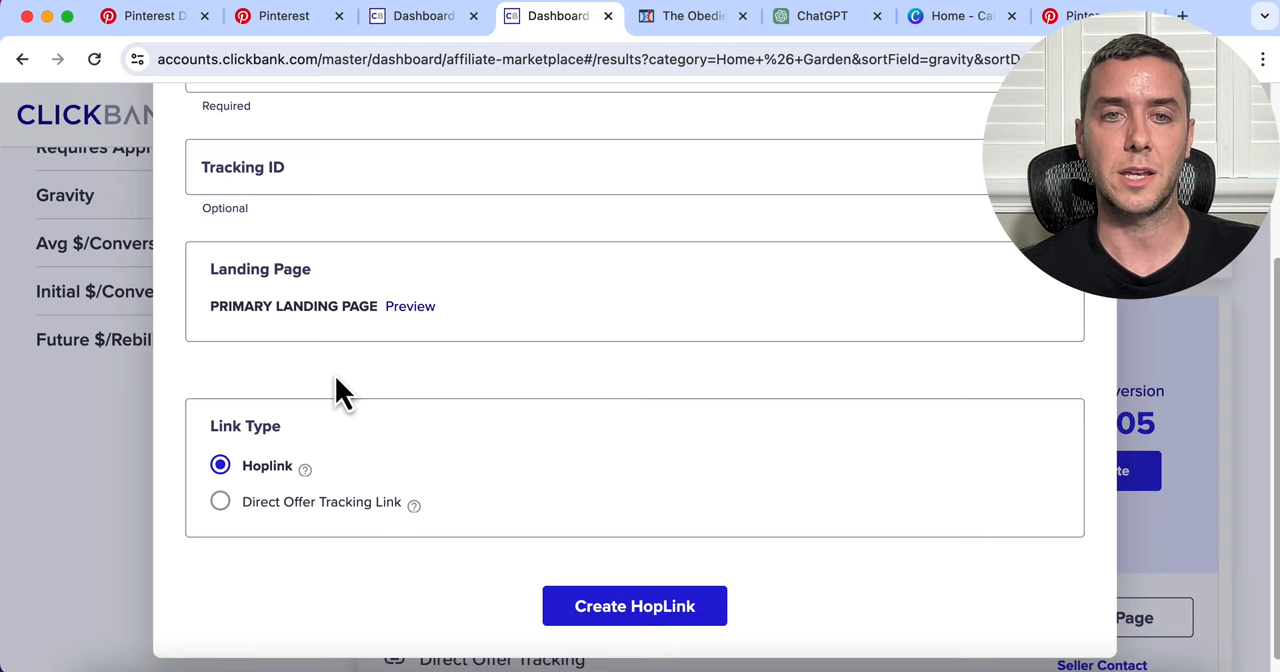 Pinterest D
Pinterest
Dashboard
Dashboard
The Obedie
ChatGPT
Home - Ca
Pinte
accounts.clickbank.com/master/dashboard/affiliate-marketplace#/results?category=Home+%26+Garden&sortField=gravity&sortD
CLICKBAN
Required
Requires Appr
Tracking ID
Gravity
Optional
Avg $/Convers
Landing Page
Initial $/Conve
PRIMARY LANDING PAGE Preview
Future $/Rebil
version
05
Link Type
Hoplink
te
Direct Offer Tracking Link
Create HopLink
Page
Direct Offer Tracking
Seller Contact